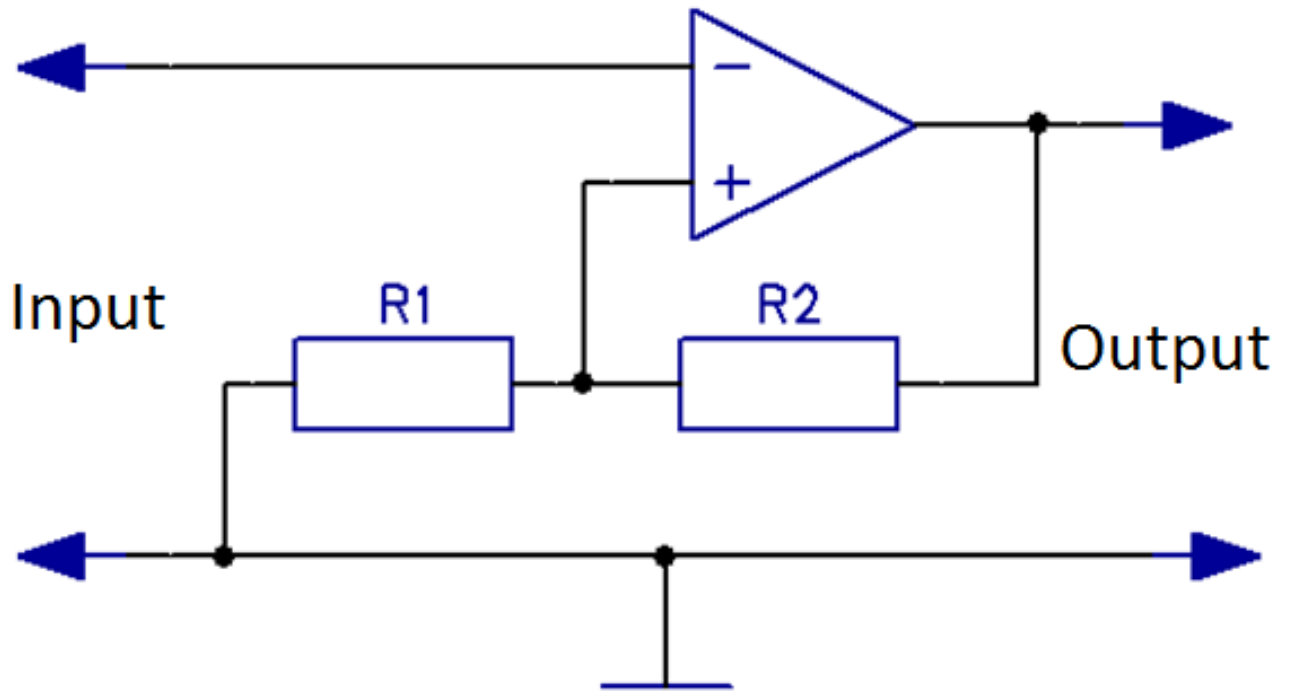 −
+
Input
R1
R2
Output